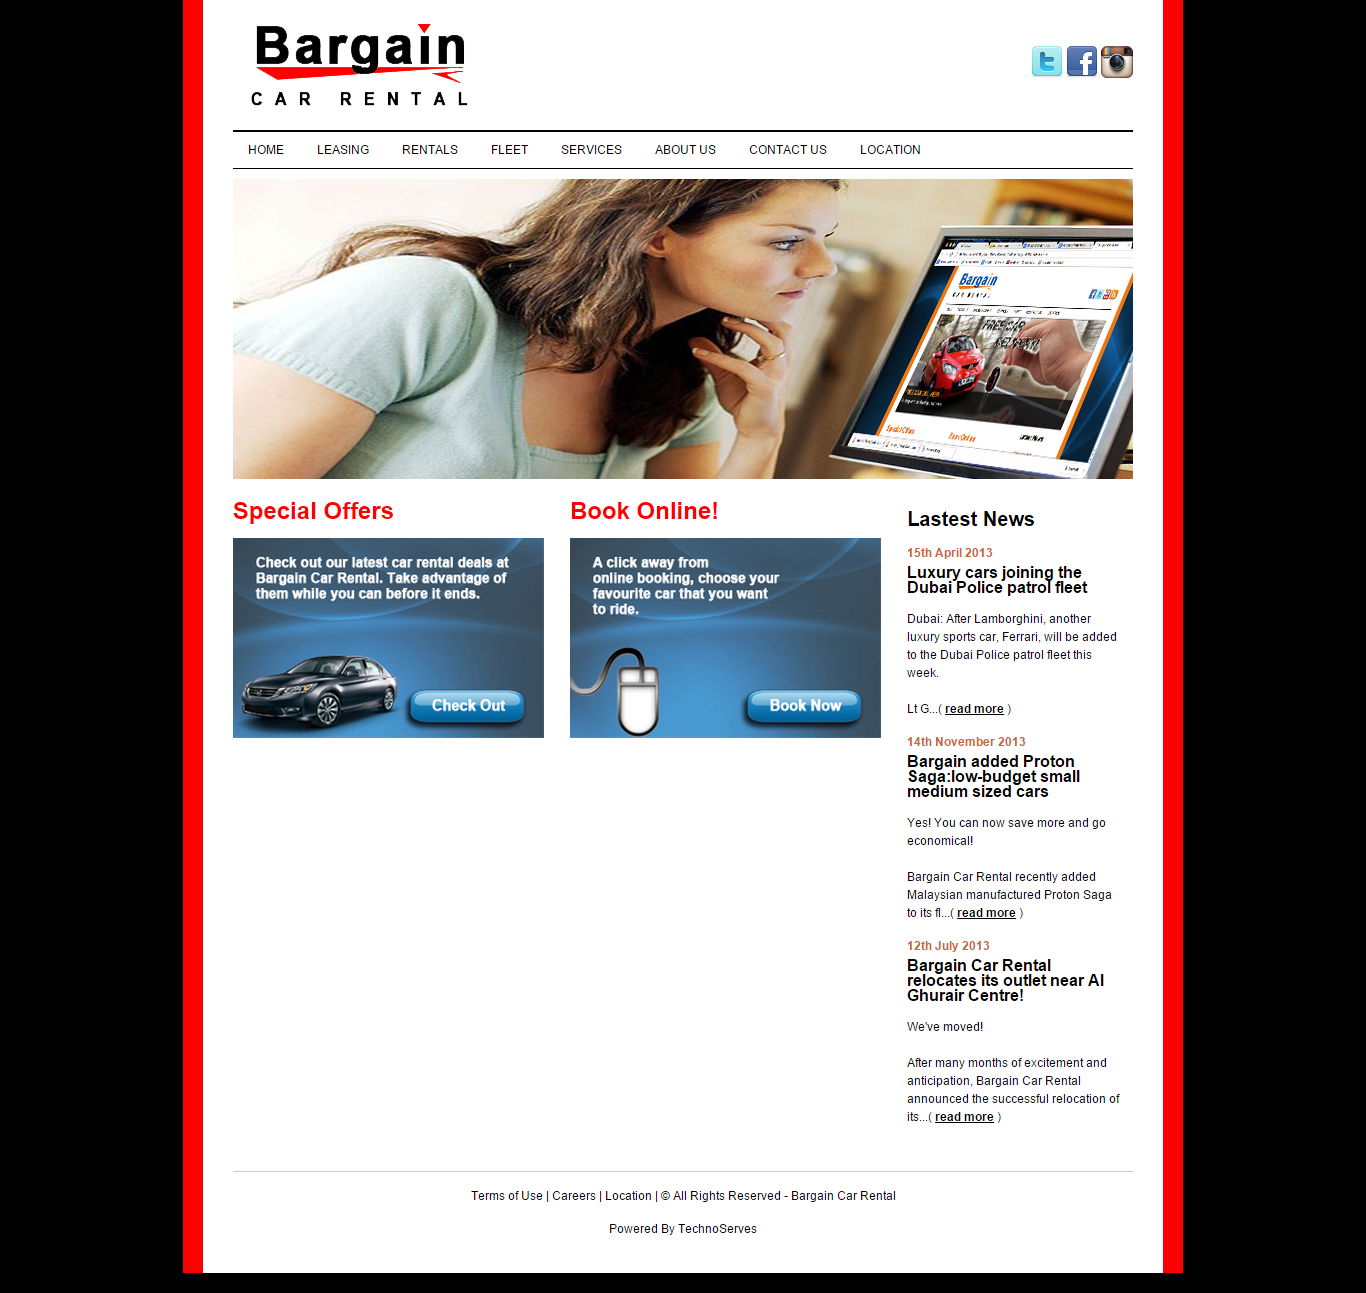 Bargain
CAR RENTAL
HOME LEASING RENTALS FLEET SERVICES ABOUT US CONTACT US LOCATION
Bargain
CAR RENTAL
Special Offers
Check out our latest car rental deals at
Bargain Car Rental. Take advantage of
them while you can before it ends.
Check Out
Book Online!
A click away from
online booking, choose your
favourite car that you want
to ride.
Book Now
Lastest News
15th April 2013
Luxury cars joining the
Dubai Police patrol fleet
Dubai: After Lamborghini, another
luxury sports car, Ferrari, will be added
to the Dubai Police patrol fleet this
week.
Lt G...( read more )
14th November 2013
Bargain added Proton
Saga:low-budget small
medium sized cars
Yes! You can now save more and go
economical!
Bargain Car Rental recently added
Malaysian manufactured Proton Saga
to its fl...( read more )
12th July 2013
Bargain Car Rental
relocates its outlet near Al
Ghurair Centre!
We've moved!
After many months of excitement and
anticipation, Bargain Car Rental
announced the successful relocation of
its...( read more )
Terms of Use | Careers | Location | © All Rights Reserved - Bargain Car Rental
Powered By TechnoServes